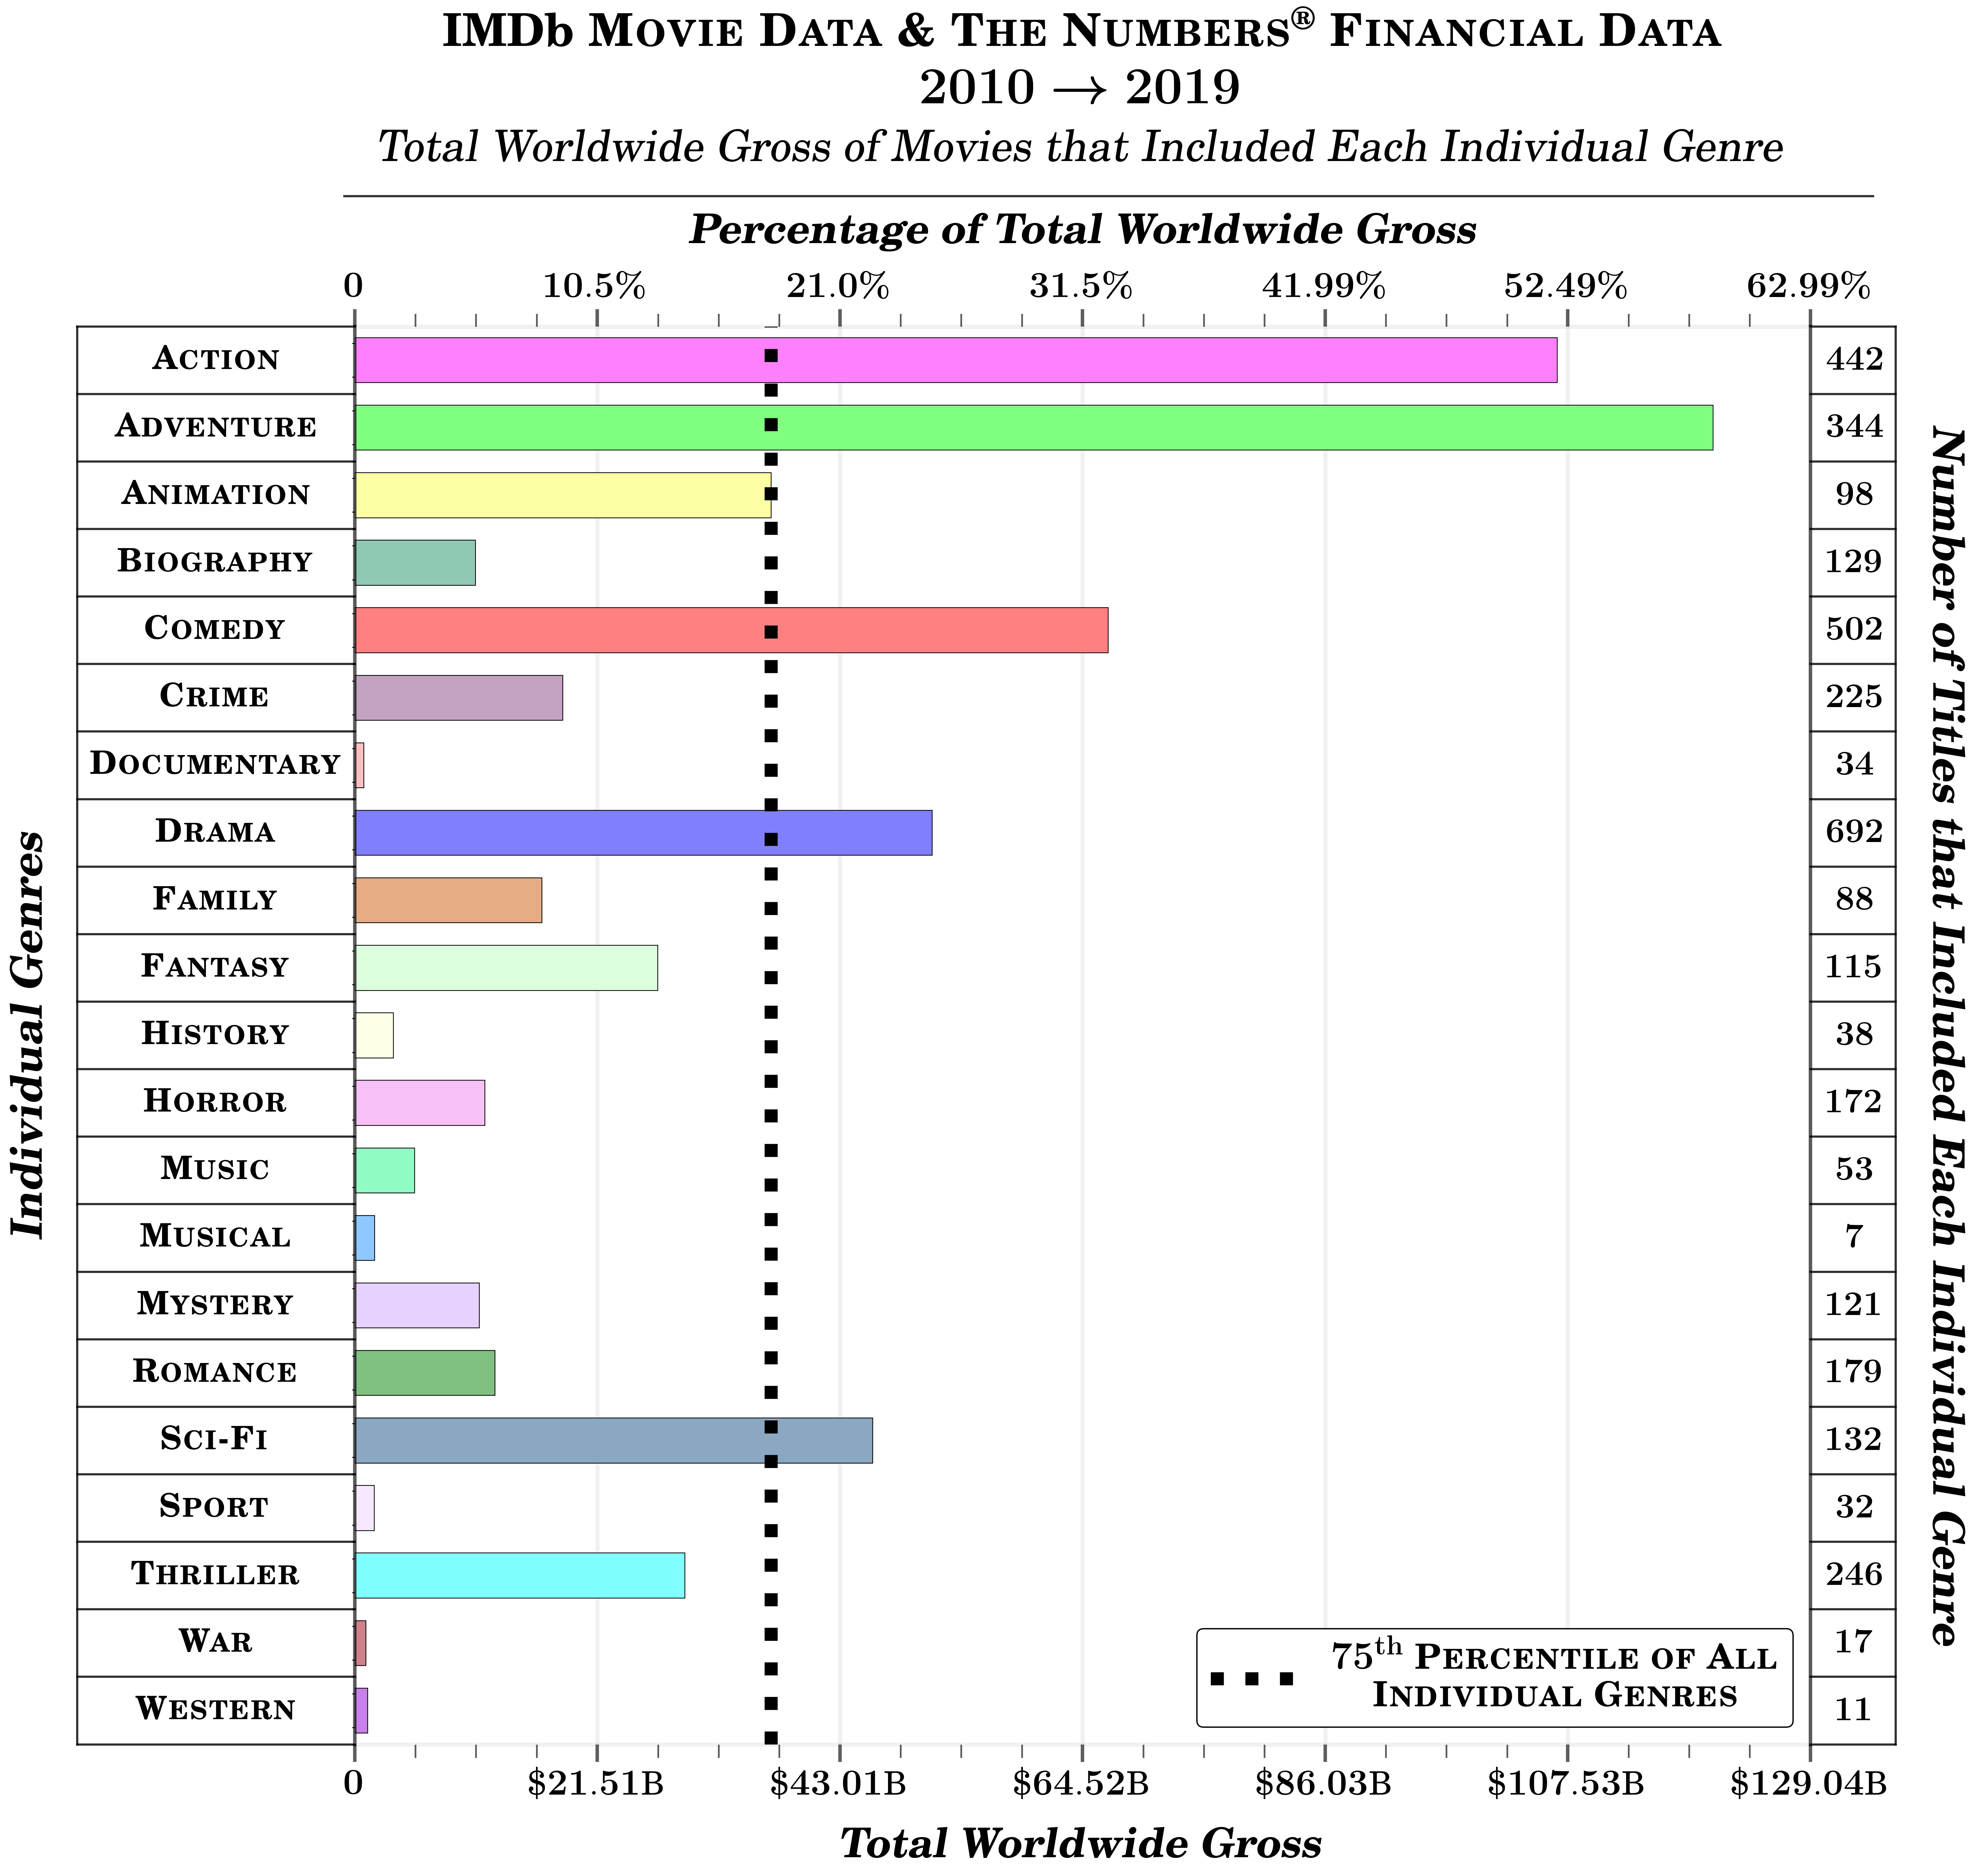 IMDb Movie Data & The Numbers® Financial Data
2010 → 2019
Total Worldwide Gross of Movies that Included Each Individual Genre
Percentage of Total Worldwide Gross
0 10.5% 21.0% 31.5% 41.99% 52.49% 62.99%
Individual Genres
Action 442
Adventure 344
Animation 98
Biography 129
Comedy 502
Crime 225
Documentary 34
Drama 692
Family 88
Fantasy 115
History 38
Horror 172
Music 53
Musical 7
Mystery 121
Romance 179
Sci-Fi 132
Sport 32
Thriller 246
War 17
Western 11
Number of Titles that Included Each Individual Genre
75th Percentile of All
Individual Genres
0 $21.51B $43.01B $64.52B $86.03B $107.53B $129.04B
Total Worldwide Gross